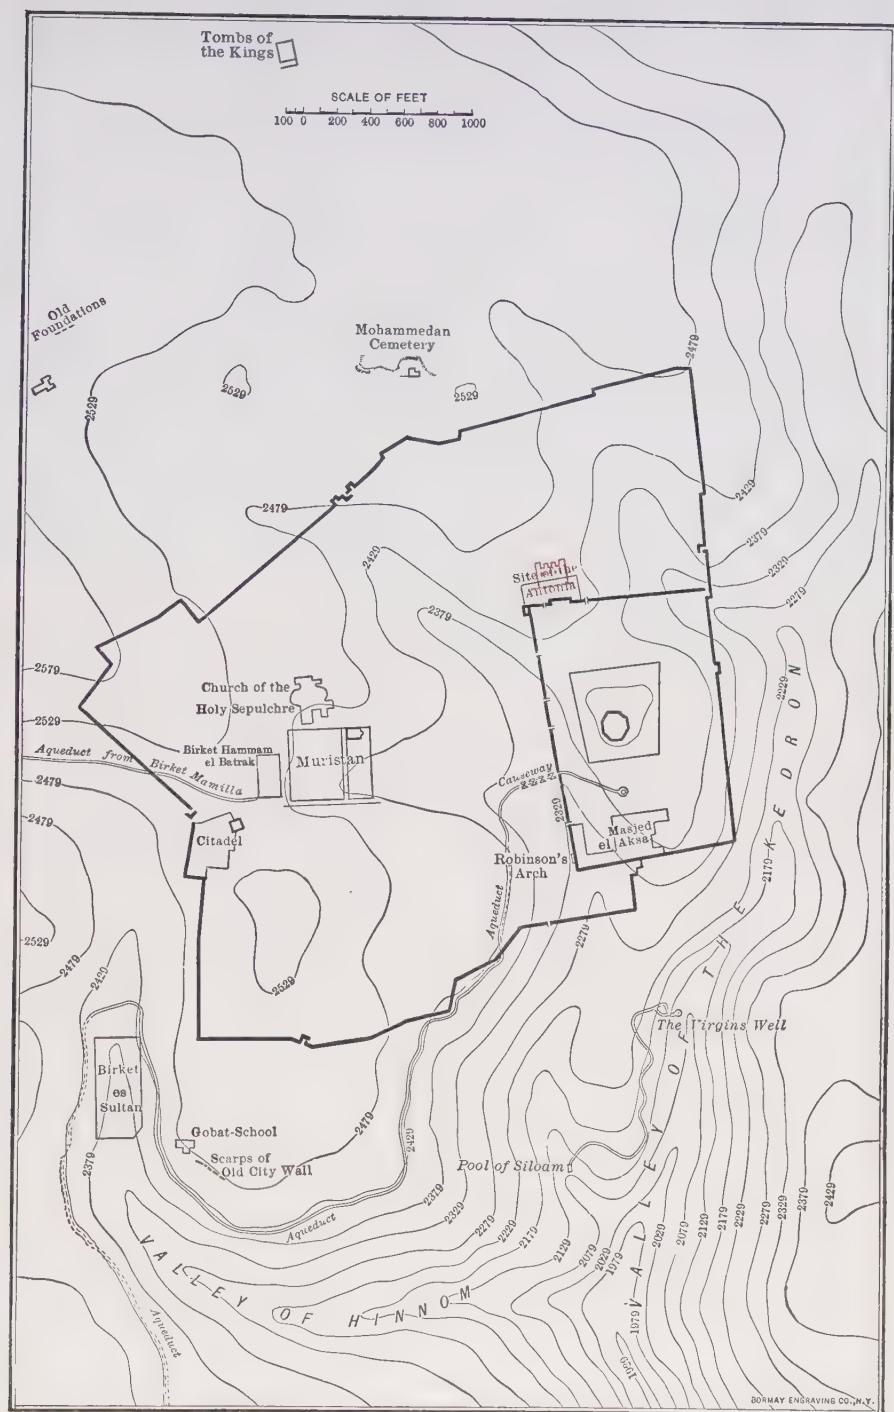 Tombs of
the Kings
SCALE OF FEET
100 0 200 400 600 800 1000
Old
Foundations
Mohammedan
Cemetery
2479
2529
2529
2529
2479
2429
2429
2379
2329
2279
2379
Site of the
Antonia
2579
2529
Church of the
Holy Sepulchre
2229
Aqueduct from Birket Mamilla
Birket Hammam
el Batrak
Muristan
2479
Causeway
2329
2479
Citadel
Masjed
el Aksa
Robinson's
Arch
2179
Aqueduct
2529
2479
2429
2529
2279
The Virgins Well
Birket
es
Sultan
Gobat-School
Scarps of
Old City Wall
2479
2429
2379
Pool of Siloam
2379
2329
2279
2229
2179
2129
2079
2029
1979
2029
2079
2129
2179
2229
2279
2329
2379
2429
Aqueduct
VALLEY OF HINNOM
VALLEY OF THE KEDRON
1979
Aqueduct
BORMAY ENGRAVING CO., N.Y.